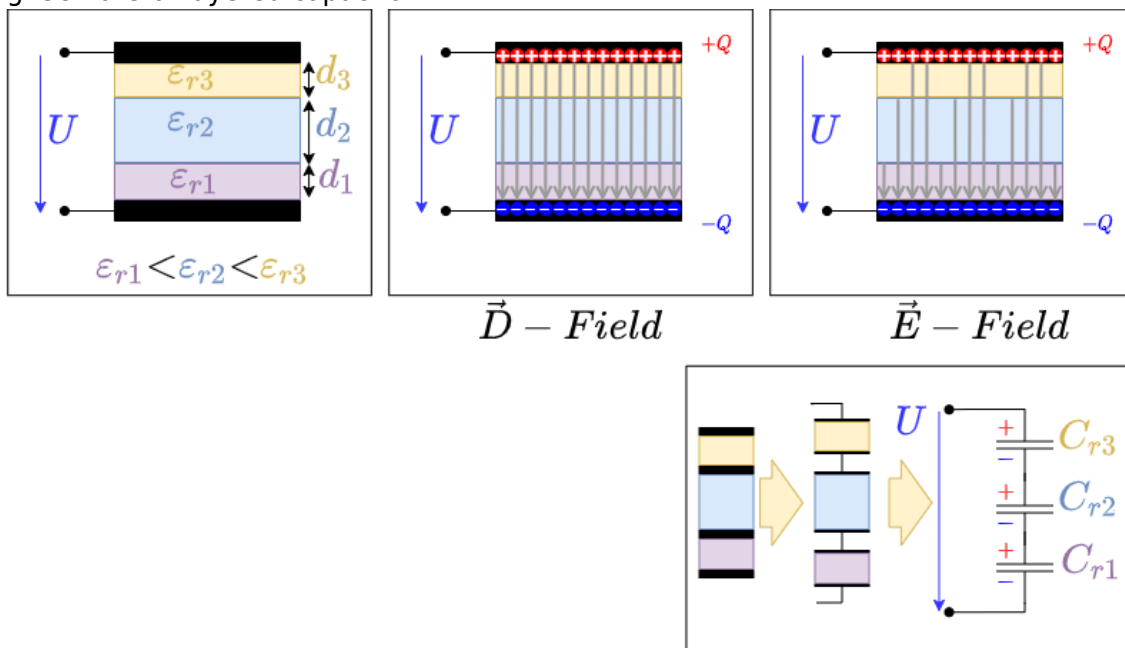 +Q
+Q
εr3
d3
U
εr2
d2
U
U
εr1
d1
-Q
-Q
εr1<εr2<εr3
D⃗ - Field
E⃗ - Field
U
+
-
Cr3
+
-
Cr2
+
-
Cr1